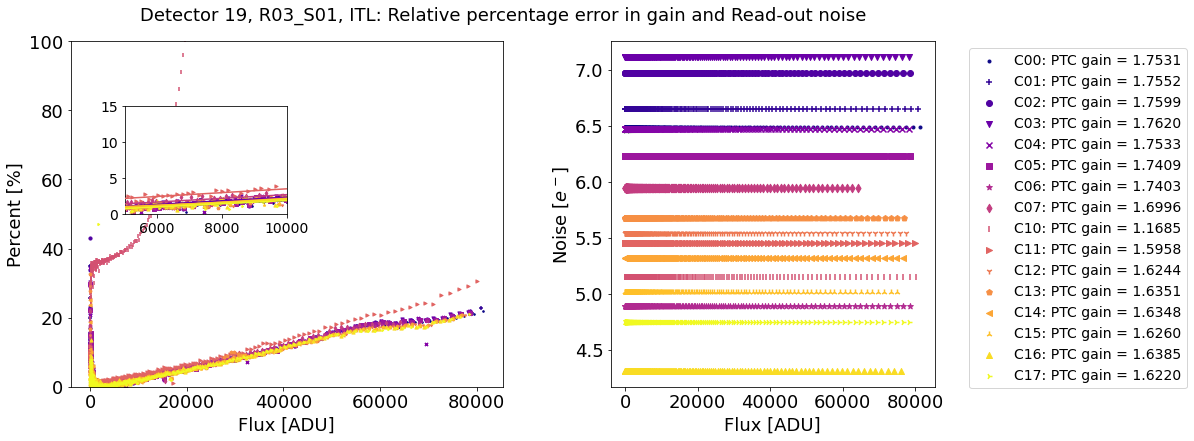 Detector 19, R03_S01, ITL: Relative percentage error in gain and Read-out noise
Percent [%]
100
80
60
40
20
0
15
10
5
0
6000 8000 10000
0 20000 40000 60000 80000
Flux [ADU]
Noise [e⁻]
7.0
6.5
6.0
5.5
5.0
4.5
0 20000 40000 60000 80000
Flux [ADU]
C00: PTC gain = 1.7531
C01: PTC gain = 1.7552
C02: PTC gain = 1.7599
C03: PTC gain = 1.7620
C04: PTC gain = 1.7533
C05: PTC gain = 1.7409
C06: PTC gain = 1.7403
C07: PTC gain = 1.6996
C10: PTC gain = 1.1685
C11: PTC gain = 1.5958
C12: PTC gain = 1.6244
C13: PTC gain = 1.6351
C14: PTC gain = 1.6348
C15: PTC gain = 1.6260
C16: PTC gain = 1.6385
C17: PTC gain = 1.6220